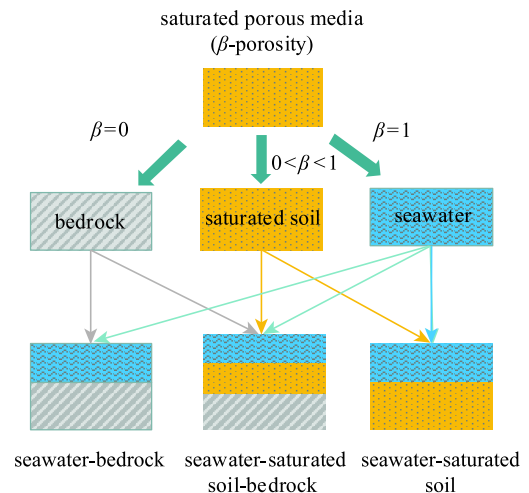 saturated porous media
(β-porosity)
β=0
0<β<1
β=1
bedrock
saturated soil
seawater
seawater-bedrock
seawater-saturated
soil-bedrock
seawater-saturated
soil